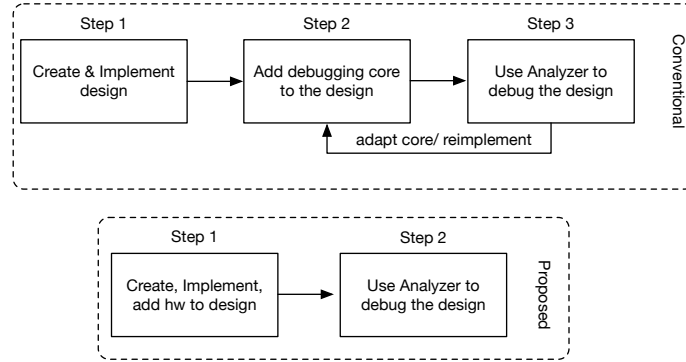 Step 1
Step 2
Step 3
Create & Implement
design
Add debugging core
to the design
Use Analyzer to
debug the design
adapt core/ reimplement
Conventional
Step 1
Step 2
Create, Implement,
add hw to design
Use Analyzer to
debug the design
Proposed